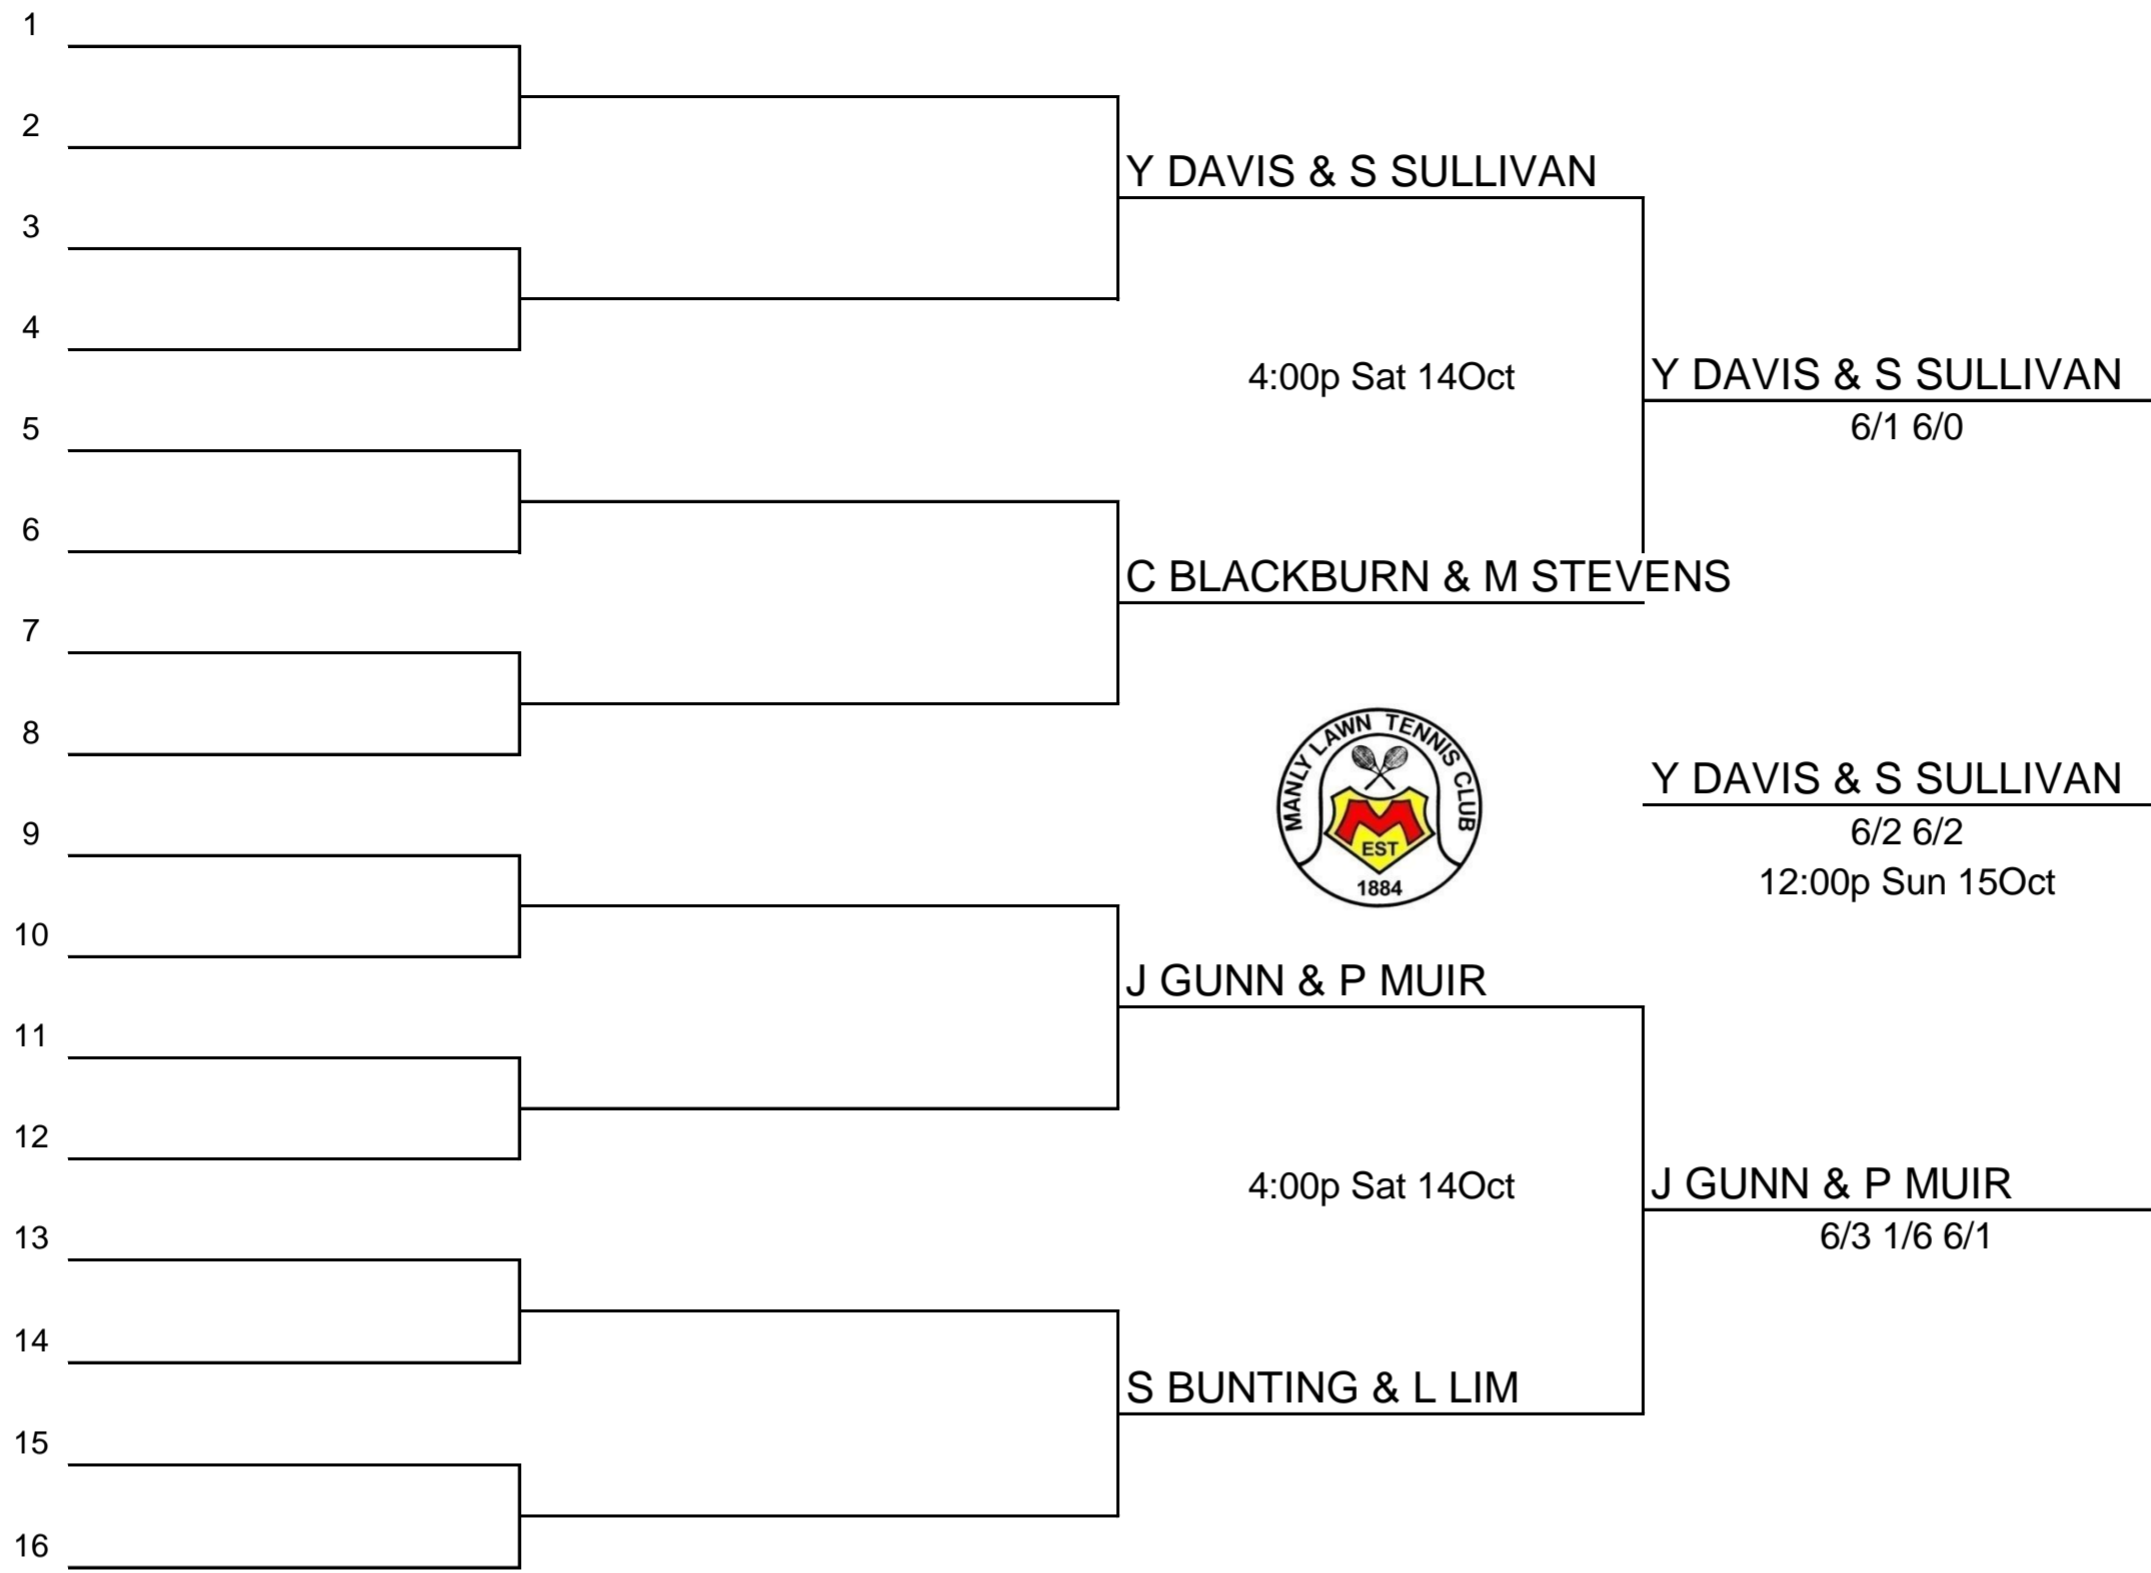 1
2
Y DAVIS & S SULLIVAN
3
4
4:00p Sat 14Oct
Y DAVIS & S SULLIVAN
6/1 6/0
5
6
C BLACKBURN & M STEVENS
7
8
MANLY LAWN TENNIS CLUB
EST
1884
Y DAVIS & S SULLIVAN
6/2 6/2
12:00p Sun 15Oct
9
10
J GUNN & P MUIR
11
12
4:00p Sat 14Oct
J GUNN & P MUIR
6/3 1/6 6/1
13
14
S BUNTING & L LIM
15
16